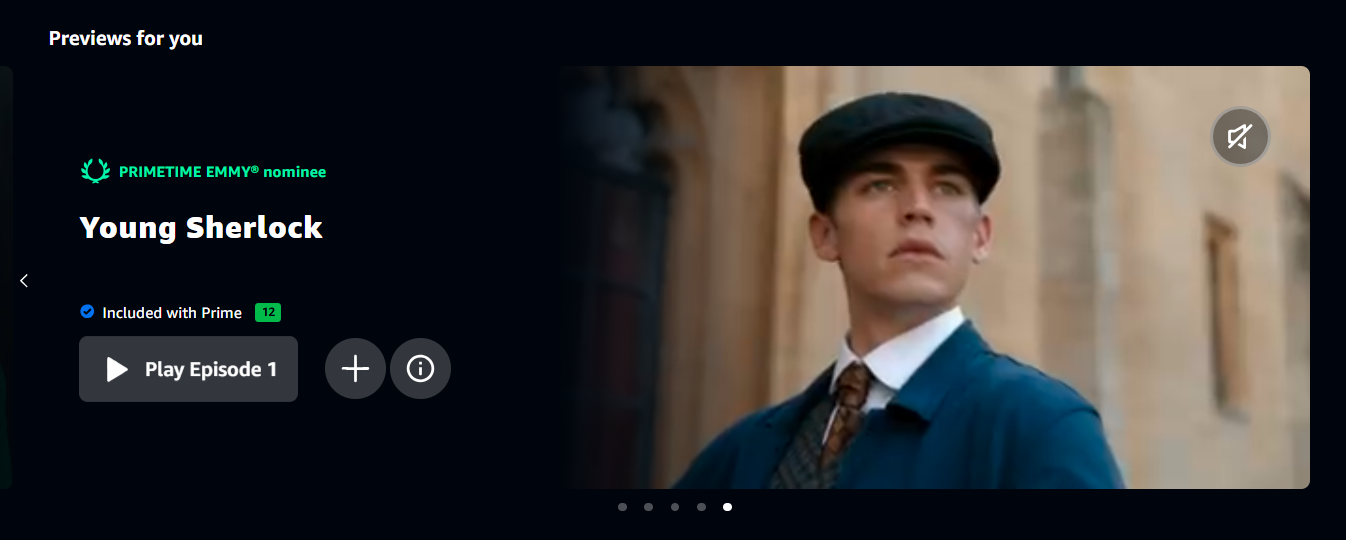 Previews for you
PRIMETIME EMMY® nominee
Young Sherlock
Included with Prime 12
Play Episode 1